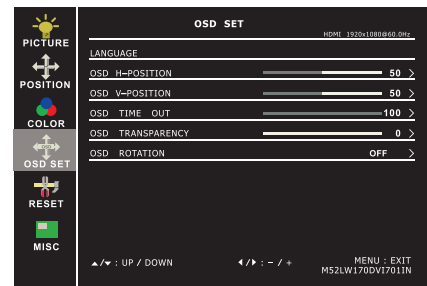 OSD SET
HDMI 1920x1080@60.0Hz
PICTURE
POSITION
COLOR
OSD SET
RESET
MISC
LANGUAGE
OSD H-POSITION 50 >
OSD V-POSITION 50 >
OSD TIME OUT 100 >
OSD TRANSPARENCY 0 >
OSD ROTATION OFF >
▲/▼ : UP / DOWN ◀/▶ : - / + MENU : EXIT
M52LW170DVI701IN